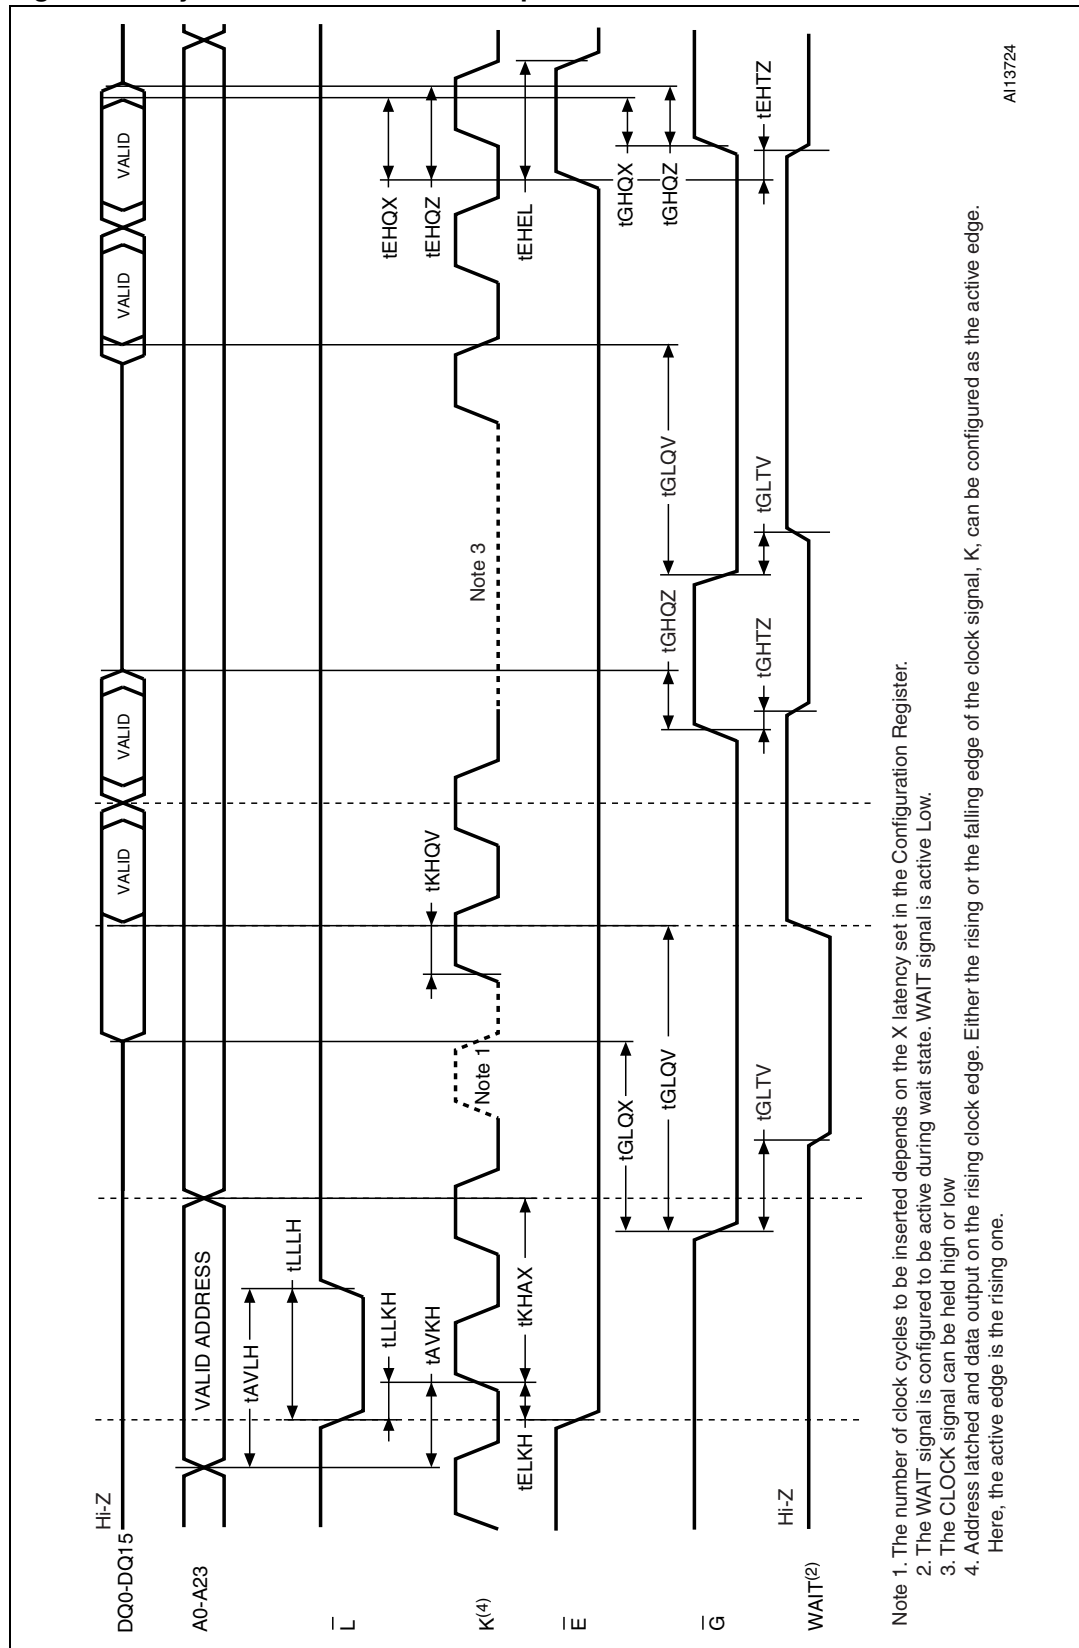 DQ0-DQ15
Hi-Z
VALID
VALID
VALID
VALID
A0-A23
VALID ADDRESS
tAVLH
L
tLLLH
tLLKH
tAVKH
tKHQV
tEHQX
tEHQZ
K(4)
Note 1
Note 3
tELKH
tKHAX
tEHEL
E
tGLQX
tGHQX
tGLQV
tGHQZ
tGLQV
tGHQZ
G
tGLTV
tGHTZ
tGLTV
tEHTZ
WAIT(2)
Hi-Z
Note 1. The number of clock cycles to be inserted depends on the X latency set in the Configuration Register.
2. The WAIT signal is configured to be active during wait state. WAIT signal is active Low.
3. The CLOCK signal can be held high or low
4. Address latched and data output on the rising clock edge. Either the rising or the falling edge of the clock signal, K, can be configured as the active edge.
Here, the active edge is the rising one.
AI13724